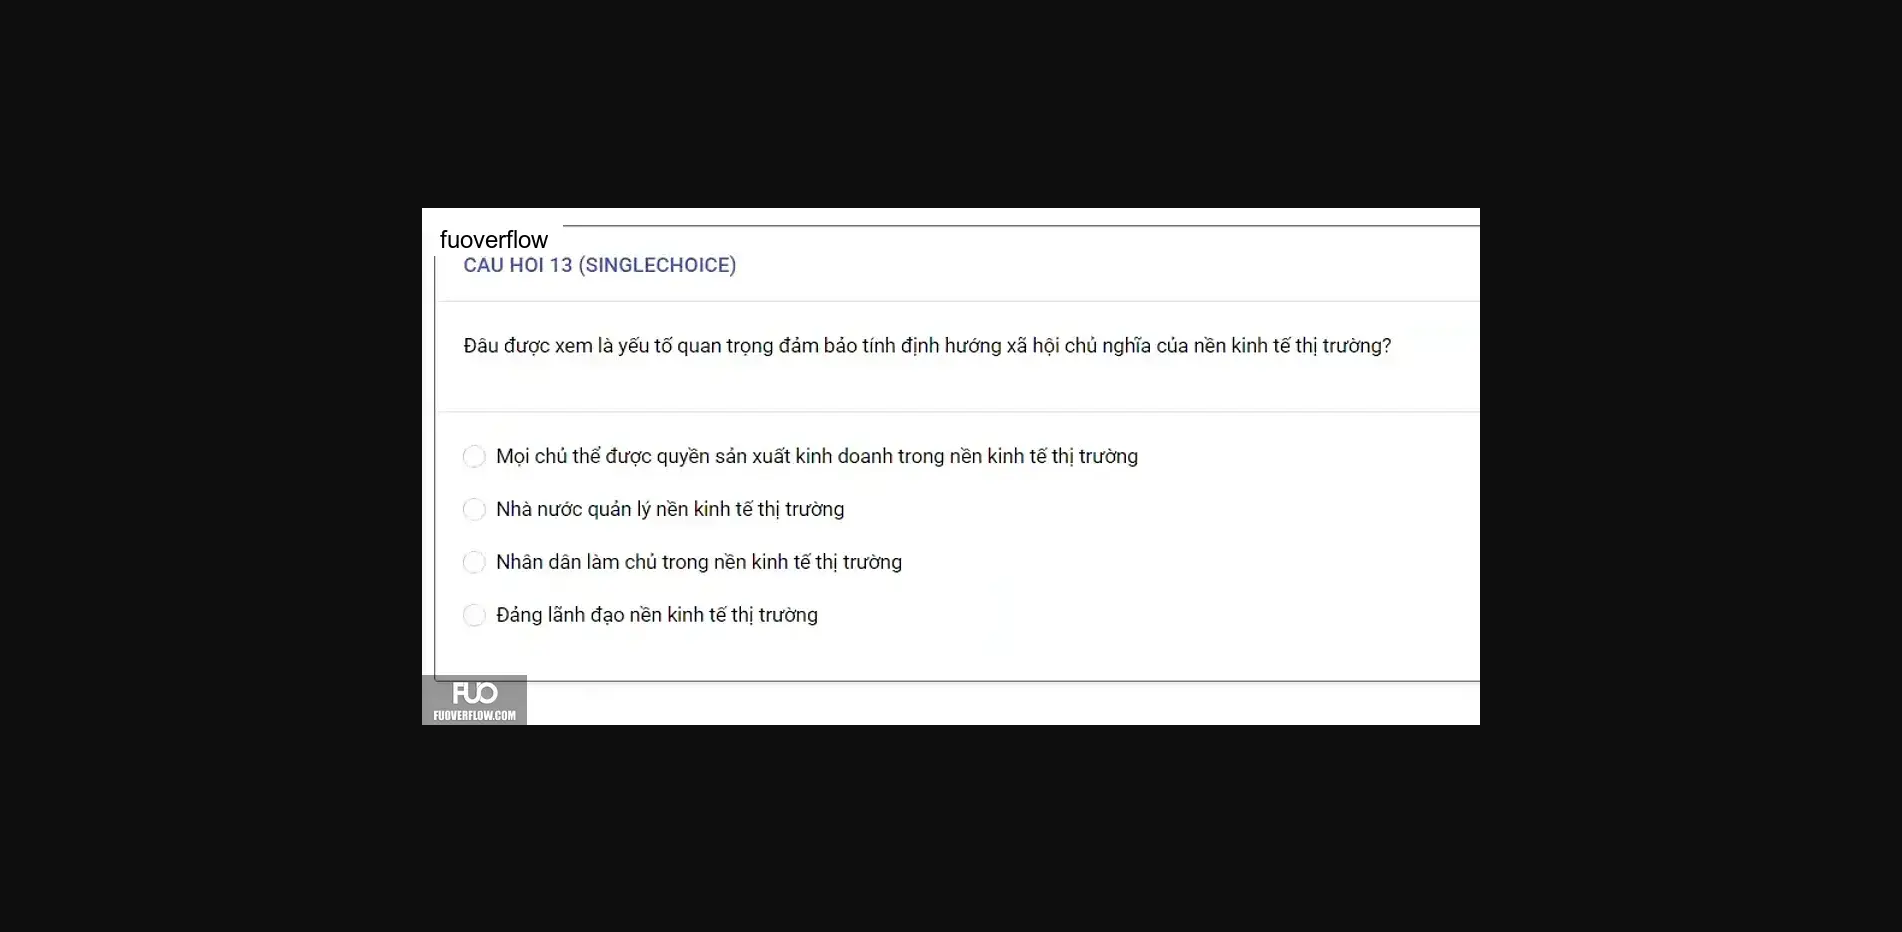 fuoverflow
CAU HOI 13 (SINGLECHOICE)
Đâu được xem là yếu tố quan trọng đảm bảo tính định hướng xã hội chủ nghĩa của nền kinh tế thị trường?
Mọi chủ thể được quyền sản xuất kinh doanh trong nền kinh tế thị trường
Nhà nước quản lý nền kinh tế thị trường
Nhân dân làm chủ trong nền kinh tế thị trường
Đảng lãnh đạo nền kinh tế thị trường
FUO
FUOVERFLOW.COM